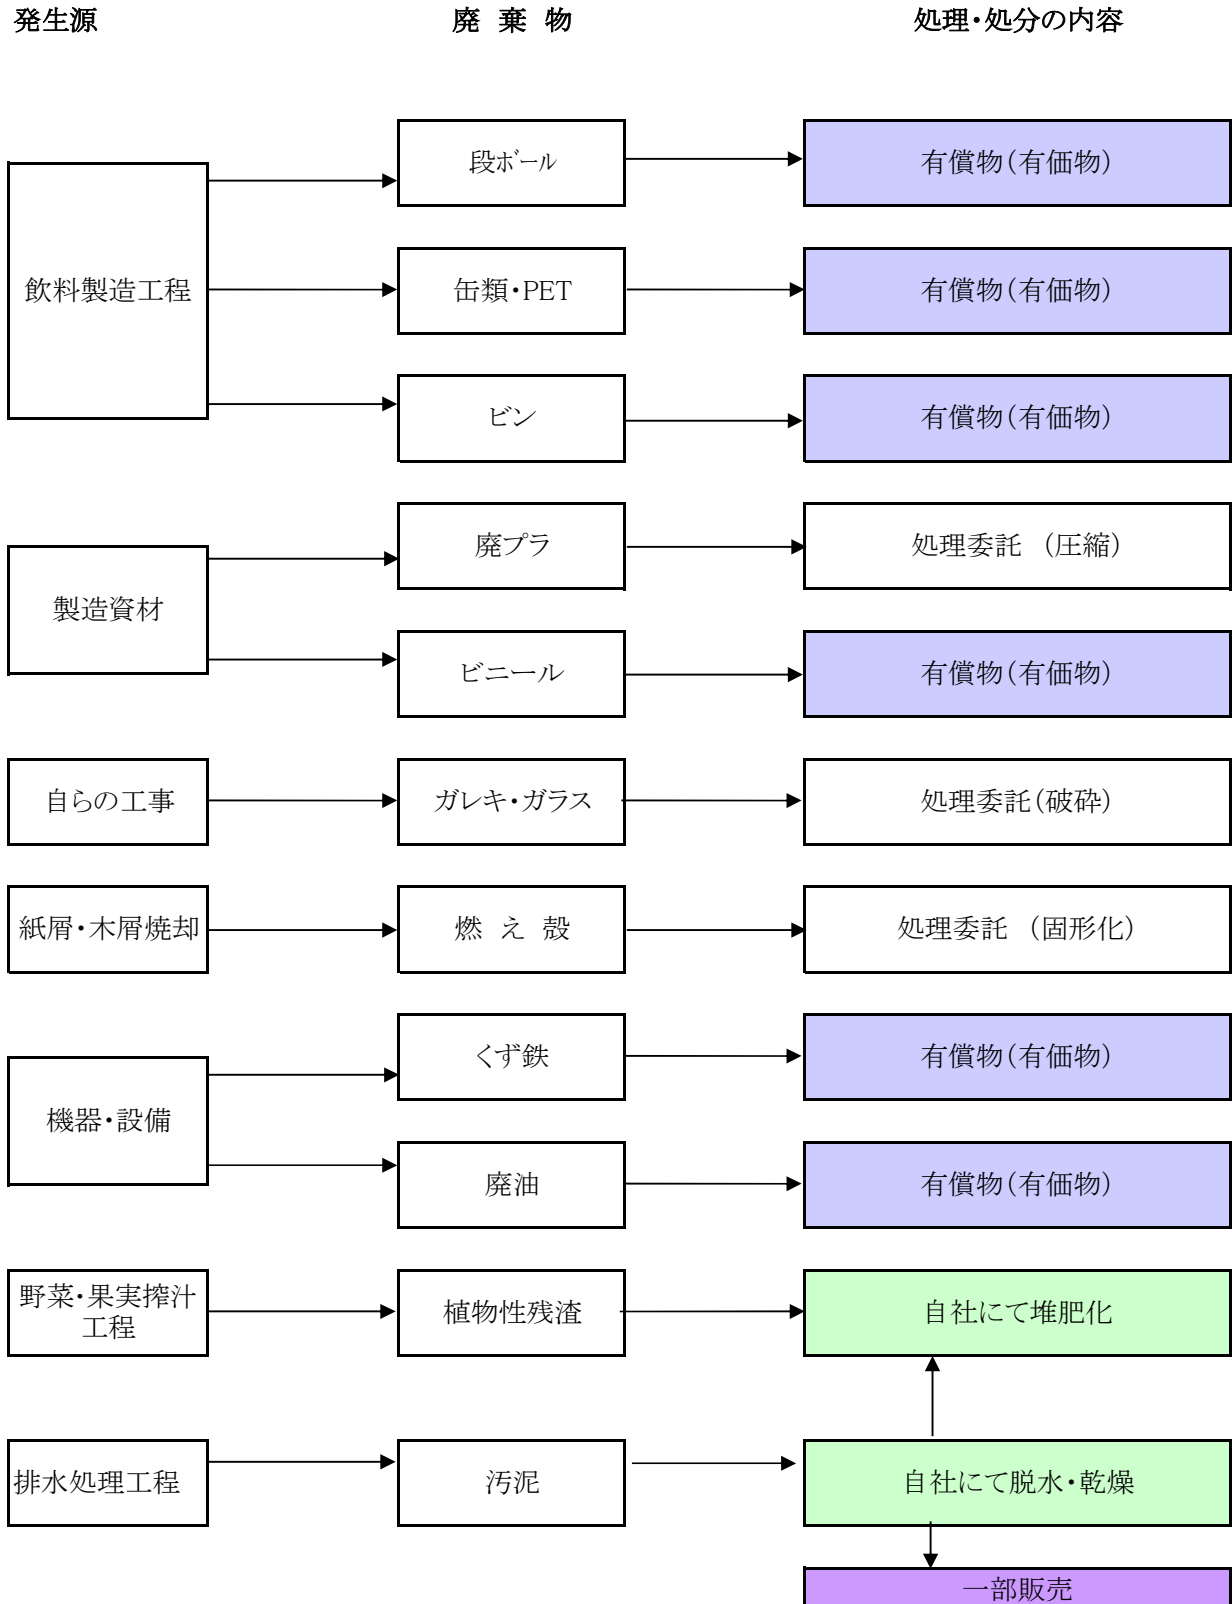 発生源
廃 棄 物
処理・処分の内容
飲料製造工程
段ボール
有償物(有価物)
缶類・PET
有償物(有価物)
ビン
有償物(有価物)
製造資材
廃プラ
処理委託 (圧縮)
ビニール
有償物(有価物)
自らの工事
ガレキ・ガラス
処理委託(破砕)
紙屑・木屑焼却
燃 え 殻
処理委託 (固形化)
機器・設備
くず鉄
有償物(有価物)
廃油
有償物(有価物)
野菜・果実搾汁
工程
植物性残渣
自社にて堆肥化
排水処理工程
汚泥
自社にて脱水・乾燥
一部販売